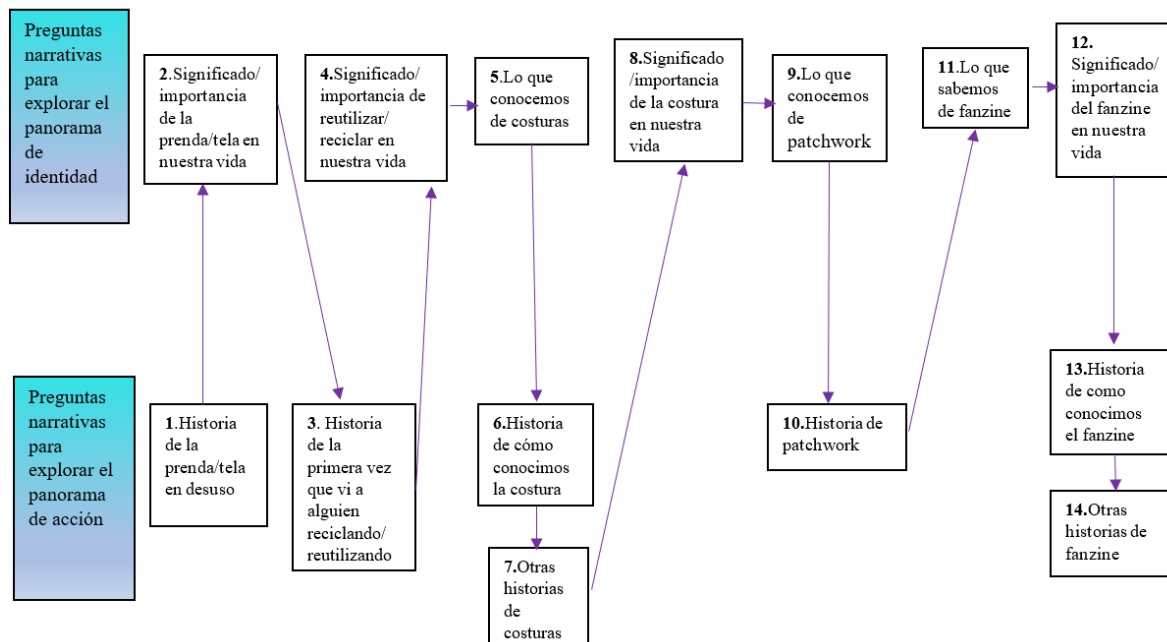 Preguntas
narrativas
para
explorar el
panorama
de
identidad
2.Significado/
importancia
de la
prenda/tela en
nuestra vida
4.Significado/
importancia de
reutilizar/
reciclar en
nuestra vida
5.Lo que
conocemos
de costuras
8.Significado
/importancia
de la costura
en nuestra
vida
9.Lo que
conocemos
de
patchwork
11.Lo que
sabemos
de fanzine
12.
Significado/
importancia
del fanzine
en nuestra
vida
Preguntas
narrativas
para
explorar el
panorama
de acción
1.Historia
de la
prenda/tela
en desuso
3. Historia
de la
primera vez
que vi a
alguien
reciclando/
reutilizando
6.Historia
de cómo
conocimos
la costura
7.Otras
historias
de
costuras
10.Historia de
patchwork
13.Historia
de como
conocimos
el fanzine
14.Otras
historias de
fanzine